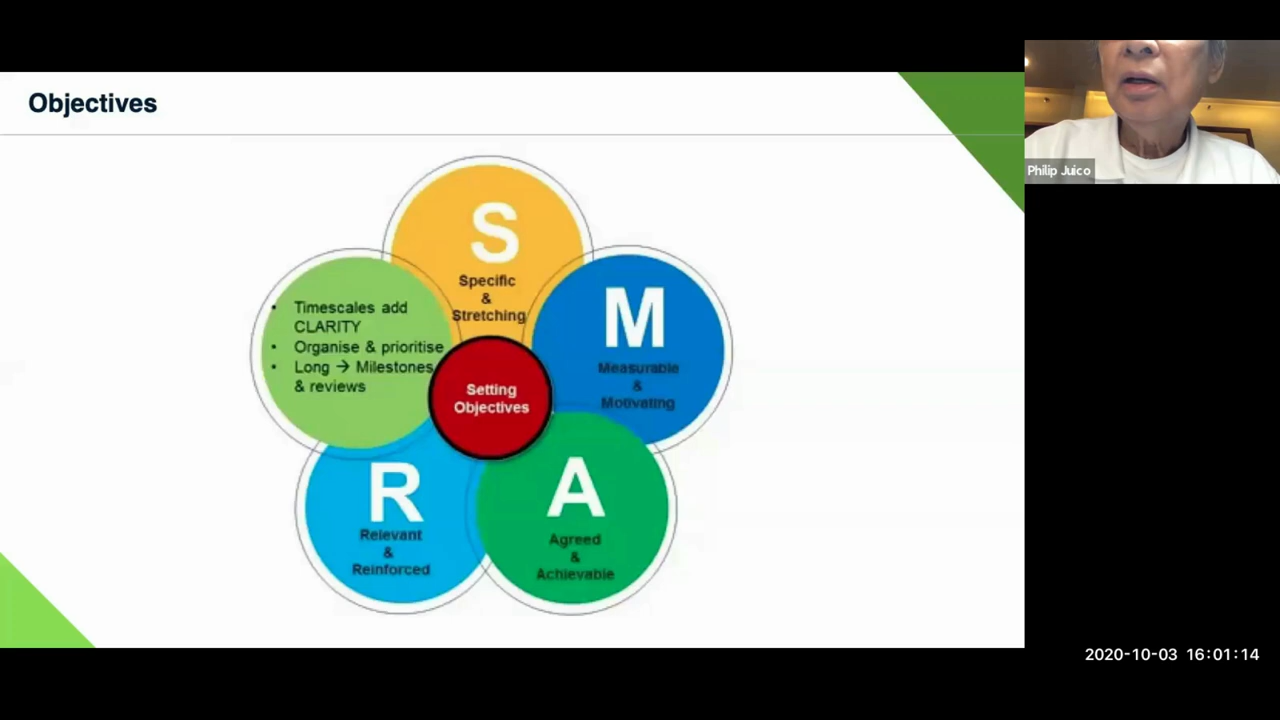 Objectives
S
Specific
&
Stretching
M
Measurable
&
Motivating
A
Agreed
&
Achievable
R
Relevant
&
Reinforced
• Timescales add
CLARITY
• Organise & prioritise
• Long → Milestones
& reviews
Setting
Objectives
Philip Juico
2020-10-03 16:01:14